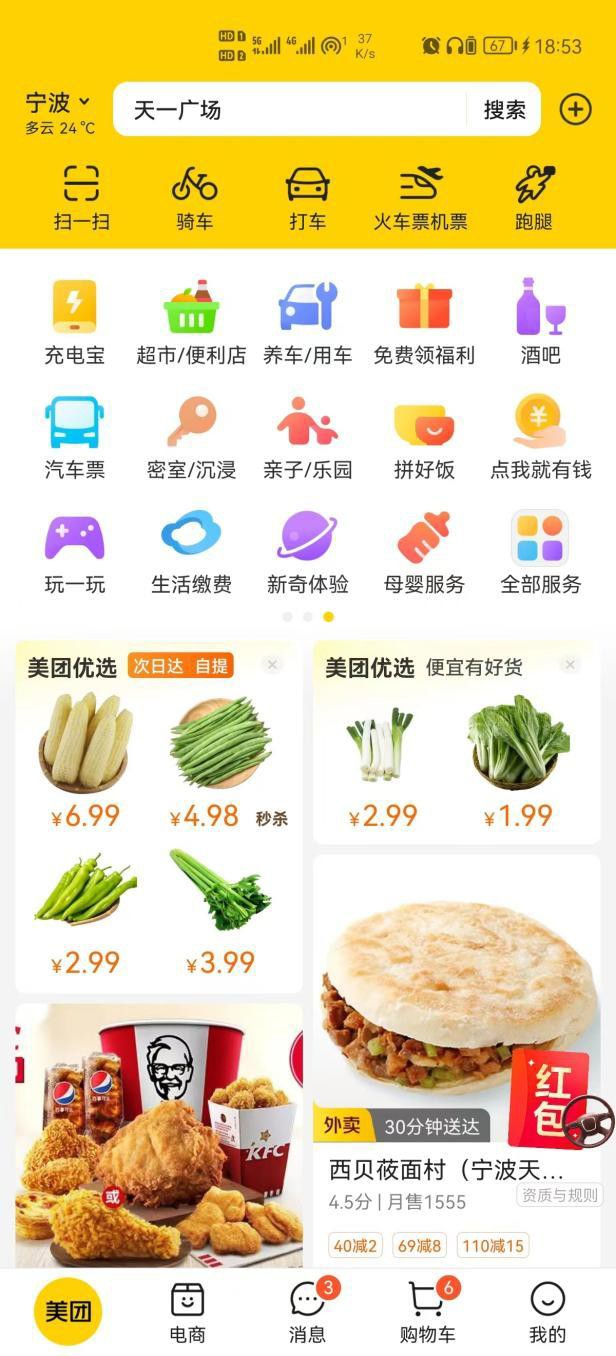 HD 1 5G 4G 1 37 67 18:53
HD 2 K/s
宁波 天一广场 搜索
多云 24℃
扫一扫 骑车 打车 火车票机票 跑腿
充电宝 超市/便利店 养车/用车 免费领福利 酒吧
汽车票 密室/沉浸 亲子/乐园 拼好饭 点我就有钱
玩一玩 生活缴费 新奇体验 母婴服务 全部服务
美团优选 次日达 自提
¥6.99 ¥4.98 秒杀
¥2.99 ¥3.99
美团优选 便宜有好货
¥2.99 ¥1.99
KFC
或
红包
外卖 30分钟送达
西贝莜面村（宁波天...
4.5分 | 月售1555
资质与规则
40减2 69减8 110减15
美团 电商 消息 3 购物车 6 我的